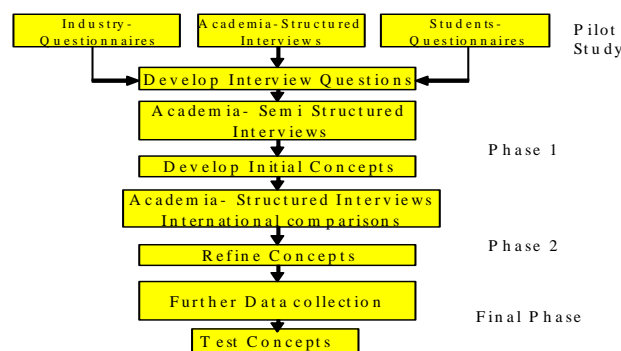 Industry-
Questionnaires
Academia-Structured
Interviews
Students-
Questionaires
Pilot
Study
Develop Interview Questions
Academia- Semi Structured
Interviews
Phase 1
Develop Initial Concepts
Academia- Structured Interviews
International comparisons
Phase 2
Refine Concepts
Further Data collection
Final Phase
Test Concepts